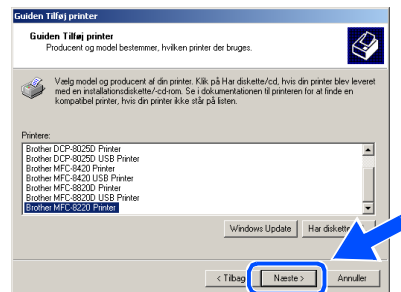 Guiden Tilføj printer
Guiden Tilføj printer
Producent og model bestemmer, hvilken printer der bruges.
Vælg model og producent af din printer. Klik på Har diskette/cd, hvis din printer blev leveret
med en installationsdiskette/-cd-rom. Se i dokumentationen til printeren for at finde en
kompatibel printer, hvis din printer ikke står på listen.
Printere:
Brother DCP-8025D Printer
Brother DCP-8025D USB Printer
Brother MFC-8420 Printer
Brother MFC-8420 USB Printer
Brother MFC-8820D Printer
Brother MFC-8820D USB Printer
Brother MFC-8220 Printer
Windows Update
Har diskette
< Tilbage
Næste >
Annuller